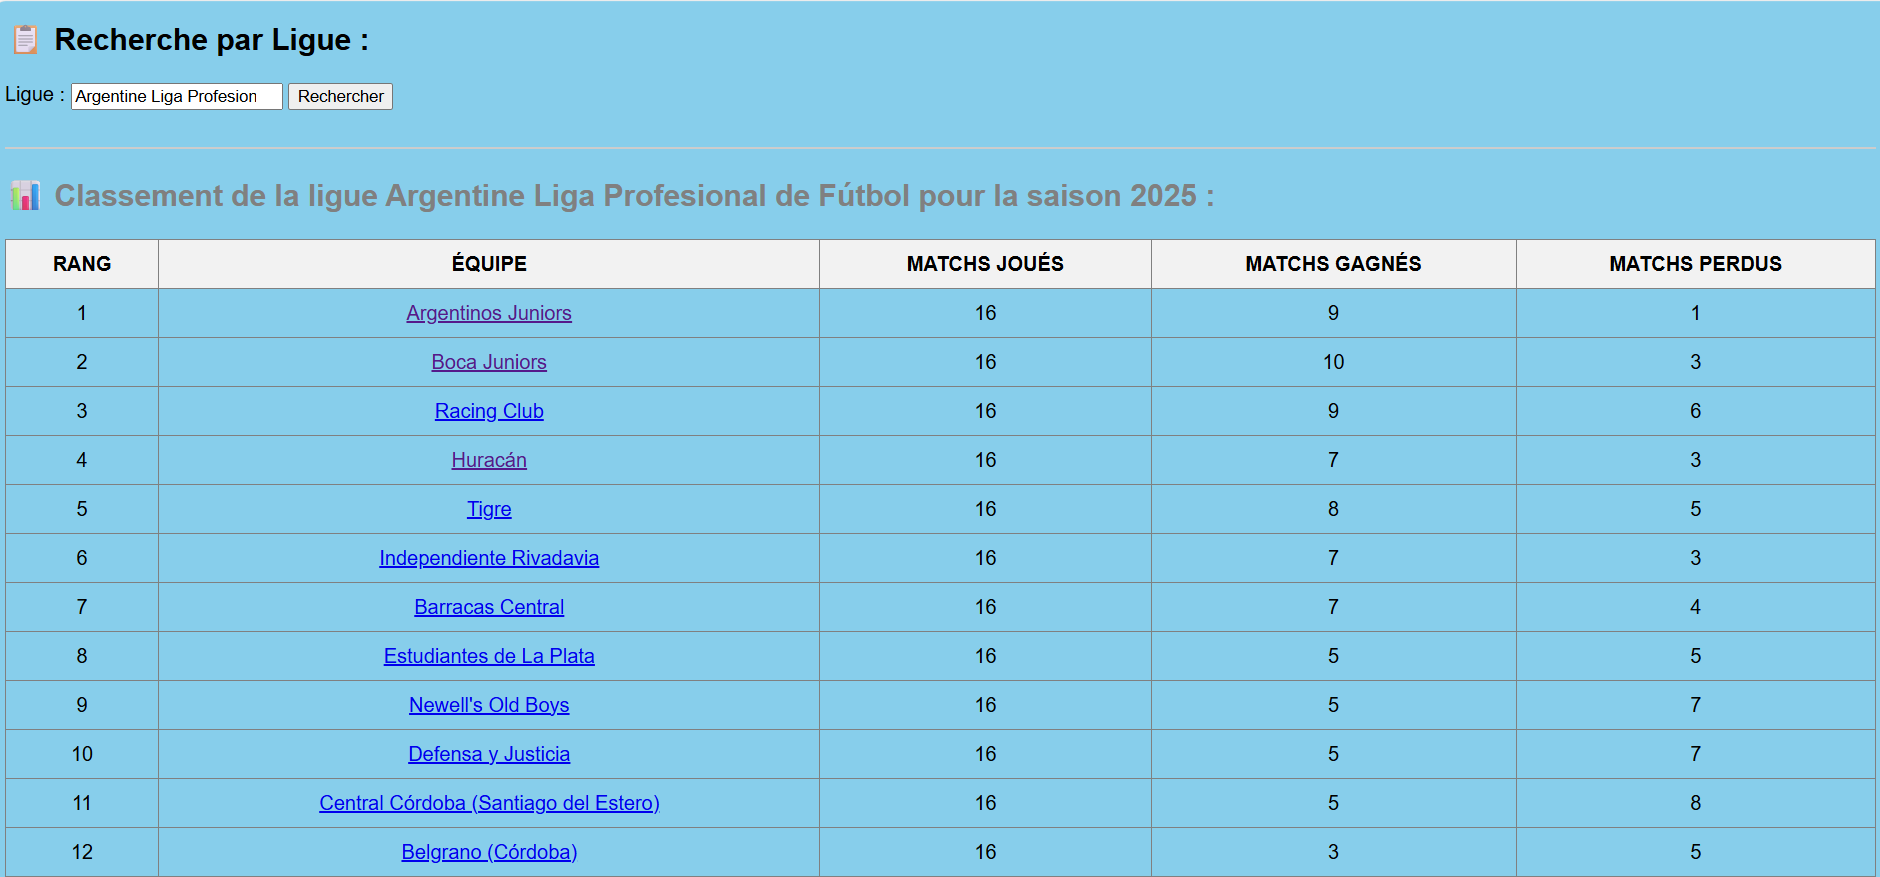 Recherche par Ligue :
Ligue : Argentine Liga Profesion Rechercher
Classement de la ligue Argentine Liga Profesional de Fútbol pour la saison 2025 :
RANG ÉQUIPE MATCHS JOUÉS MATCHS GAGNÉS MATCHS PERDUS
1 Argentinos Juniors 16 9 1
2 Boca Juniors 16 10 3
3 Racing Club 16 9 6
4 Huracán 16 7 3
5 Tigre 16 8 5
6 Independiente Rivadavia 16 7 3
7 Barracas Central 16 7 4
8 Estudiantes de La Plata 16 5 5
9 Newell's Old Boys 16 5 7
10 Defensa y Justicia 16 5 7
11 Central Córdoba (Santiago del Estero) 16 5 8
12 Belgrano (Córdoba) 16 3 5